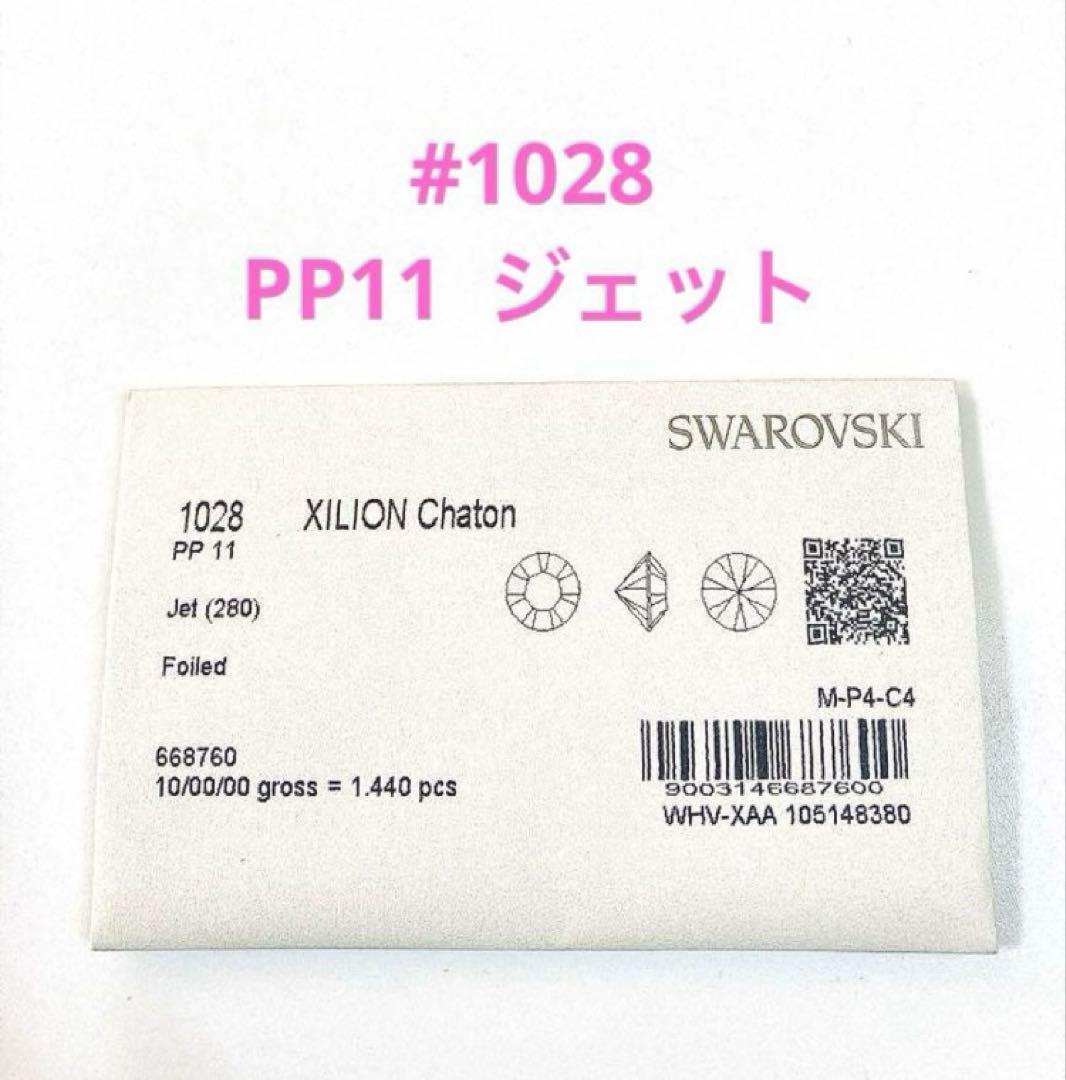 #1028
PP11 ジェット
SWAROVSKI
1028 XILION Chaton
PP 11
Jet (280)
Foiled
M-P4-C4
668760
10/00/00 gross = 1.440 pcs
9003146687600
WHV-XAA 105148380